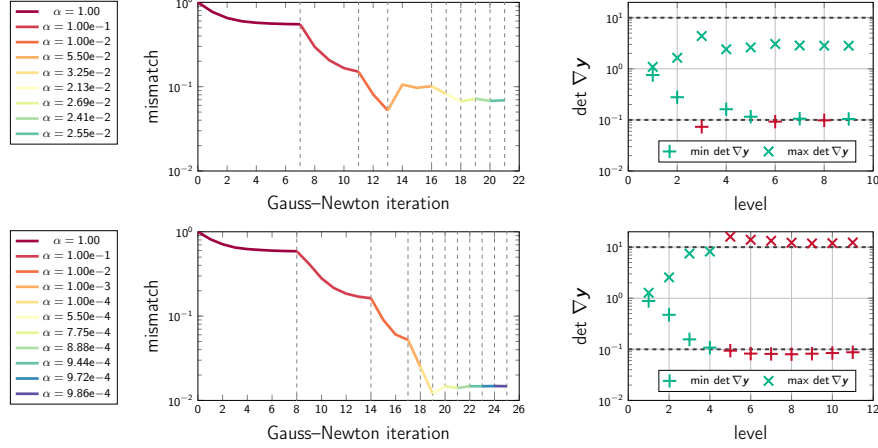 α = 1.00
α = 1.00e-1
α = 1.00e-2
α = 5.50e-2
α = 3.25e-2
α = 2.13e-2
α = 2.69e-2
α = 2.41e-2
α = 2.55e-2
mismatch
10^0
10^-1
10^-2
0 2 4 6 8 10 12 14 16 18 20 22
Gauss–Newton iteration
det ∇y
10^1
10^0
10^-1
10^-2
min det ∇y max det ∇y
0 2 4 6 8 10
level
α = 1.00
α = 1.00e-1
α = 1.00e-2
α = 1.00e-3
α = 1.00e-4
α = 5.50e-4
α = 7.75e-4
α = 8.88e-4
α = 9.44e-4
α = 9.72e-4
α = 9.86e-4
mismatch
10^0
10^-1
10^-2
0 2 4 6 8 10 12 14 16 18 20 22 24 26
Gauss–Newton iteration
det ∇y
10^1
10^0
10^-1
10^-2
min det ∇y max det ∇y
0 2 4 6 8 10 12
level